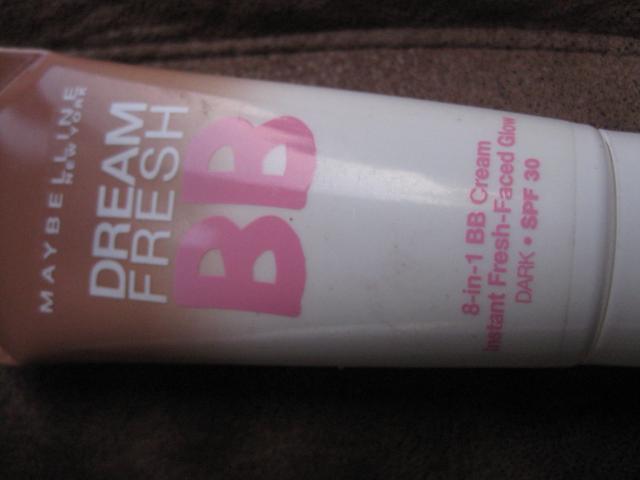 MAYBELLINE
NEW YORK
DREAM
FRESH
BB
8-in-1 BB Cream
Instant Fresh-Faced Glow
DARK • SPF 30